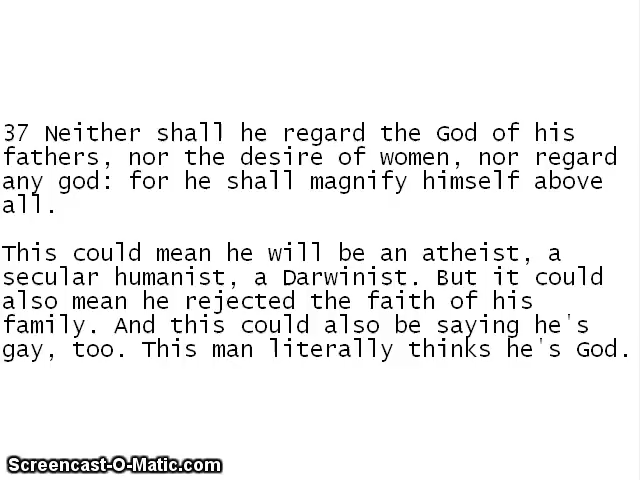 37 Neither shall he regard the God of his
fathers, nor the desire of women, nor regard
any god: for he shall magnify himself above
all.
This could mean he will be an atheist, a
secular humanist, a Darwinist. But it could
also mean he rejected the faith of his
family. And this could also be saying he's
gay, too. This man literally thinks he's God.
Screencast-O-Matic.com